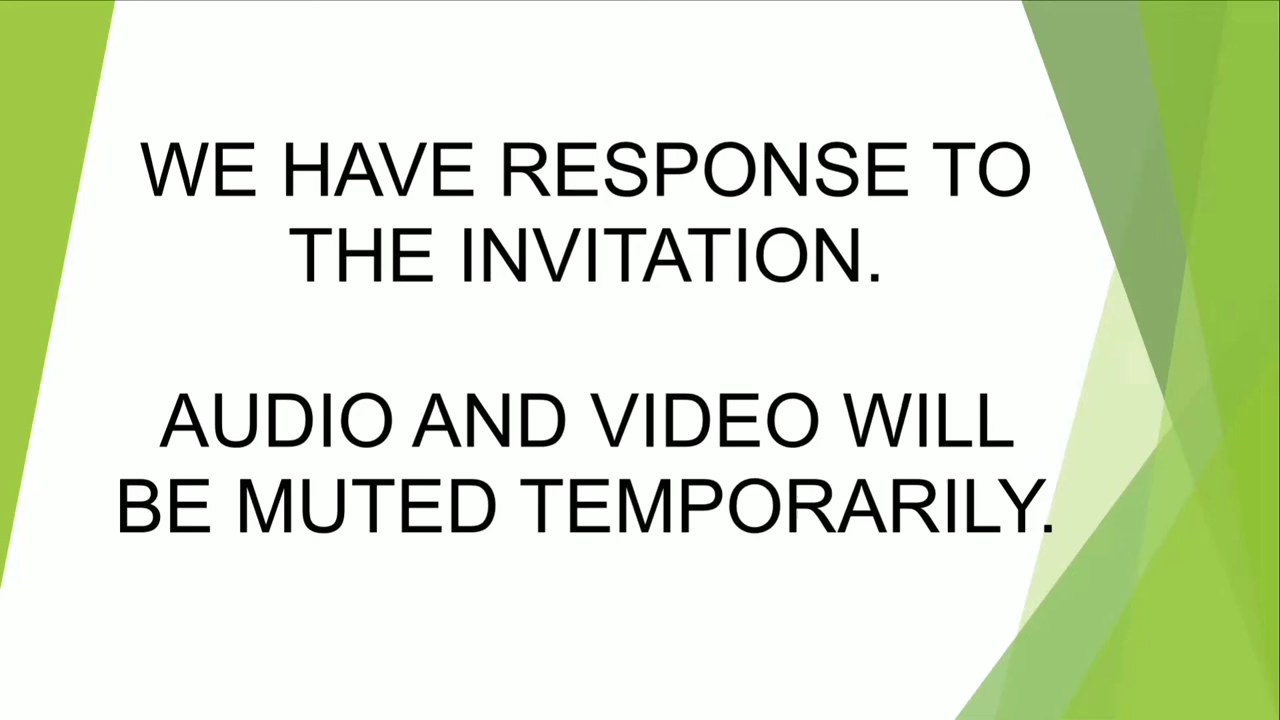 WE HAVE RESPONSE TO
THE INVITATION.
AUDIO AND VIDEO WILL
BE MUTED TEMPORARILY.